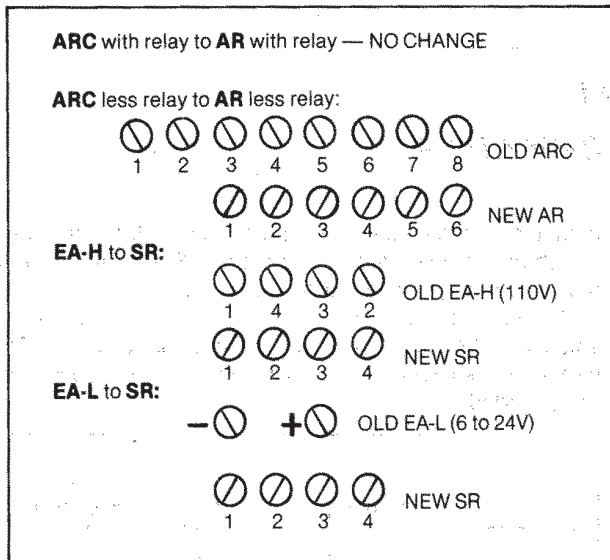 ARC with relay to AR with relay — NO CHANGE
ARC less relay to AR less relay:
OLD ARC
1 2 3 4 5 6 7 8
NEW AR
1 2 3 4 5 6
EA-H to SR:
OLD EA-H (110V)
1 4 3 2
NEW SR
1 2 3 4
EA-L to SR:
- + OLD EA-L (6 to 24V)
NEW SR
1 2 3 4